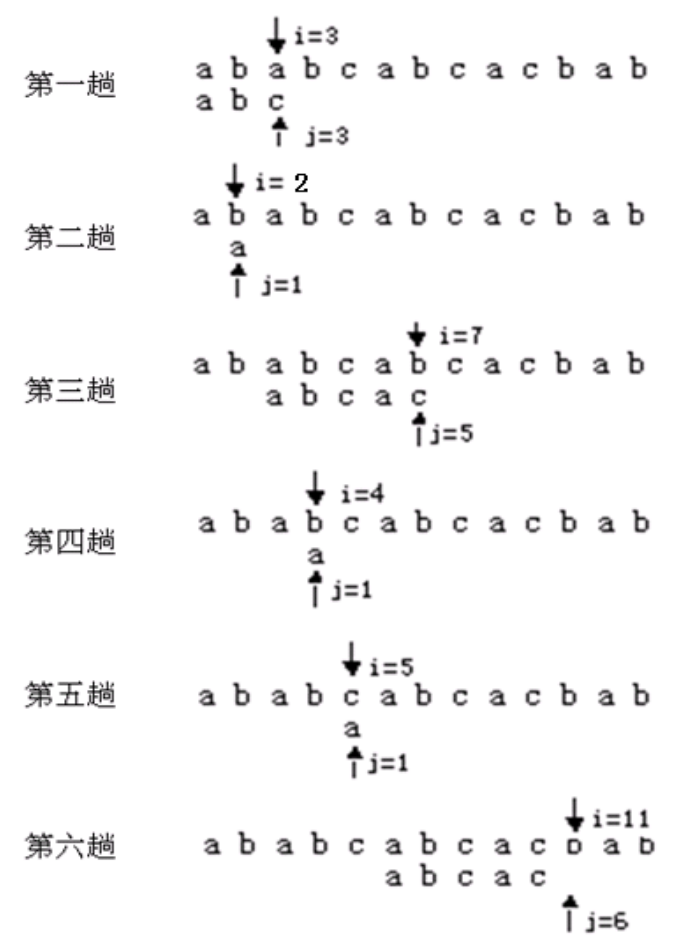 i=3
第一趟 a b a b c a b c a c b a b
a b c
j=3
i= 2
第二趟 a b a b c a b c a c b a b
a
j=1
i=7
第三趟 a b a b c a b c a c b a b
a b c a c
j=5
i=4
第四趟 a b a b c a b c a c b a b
a
j=1
i=5
第五趟 a b a b c a b c a c b a b
a
j=1
i=11
第六趟 a b a b c a b c a c b a b
a b c a c
j=6